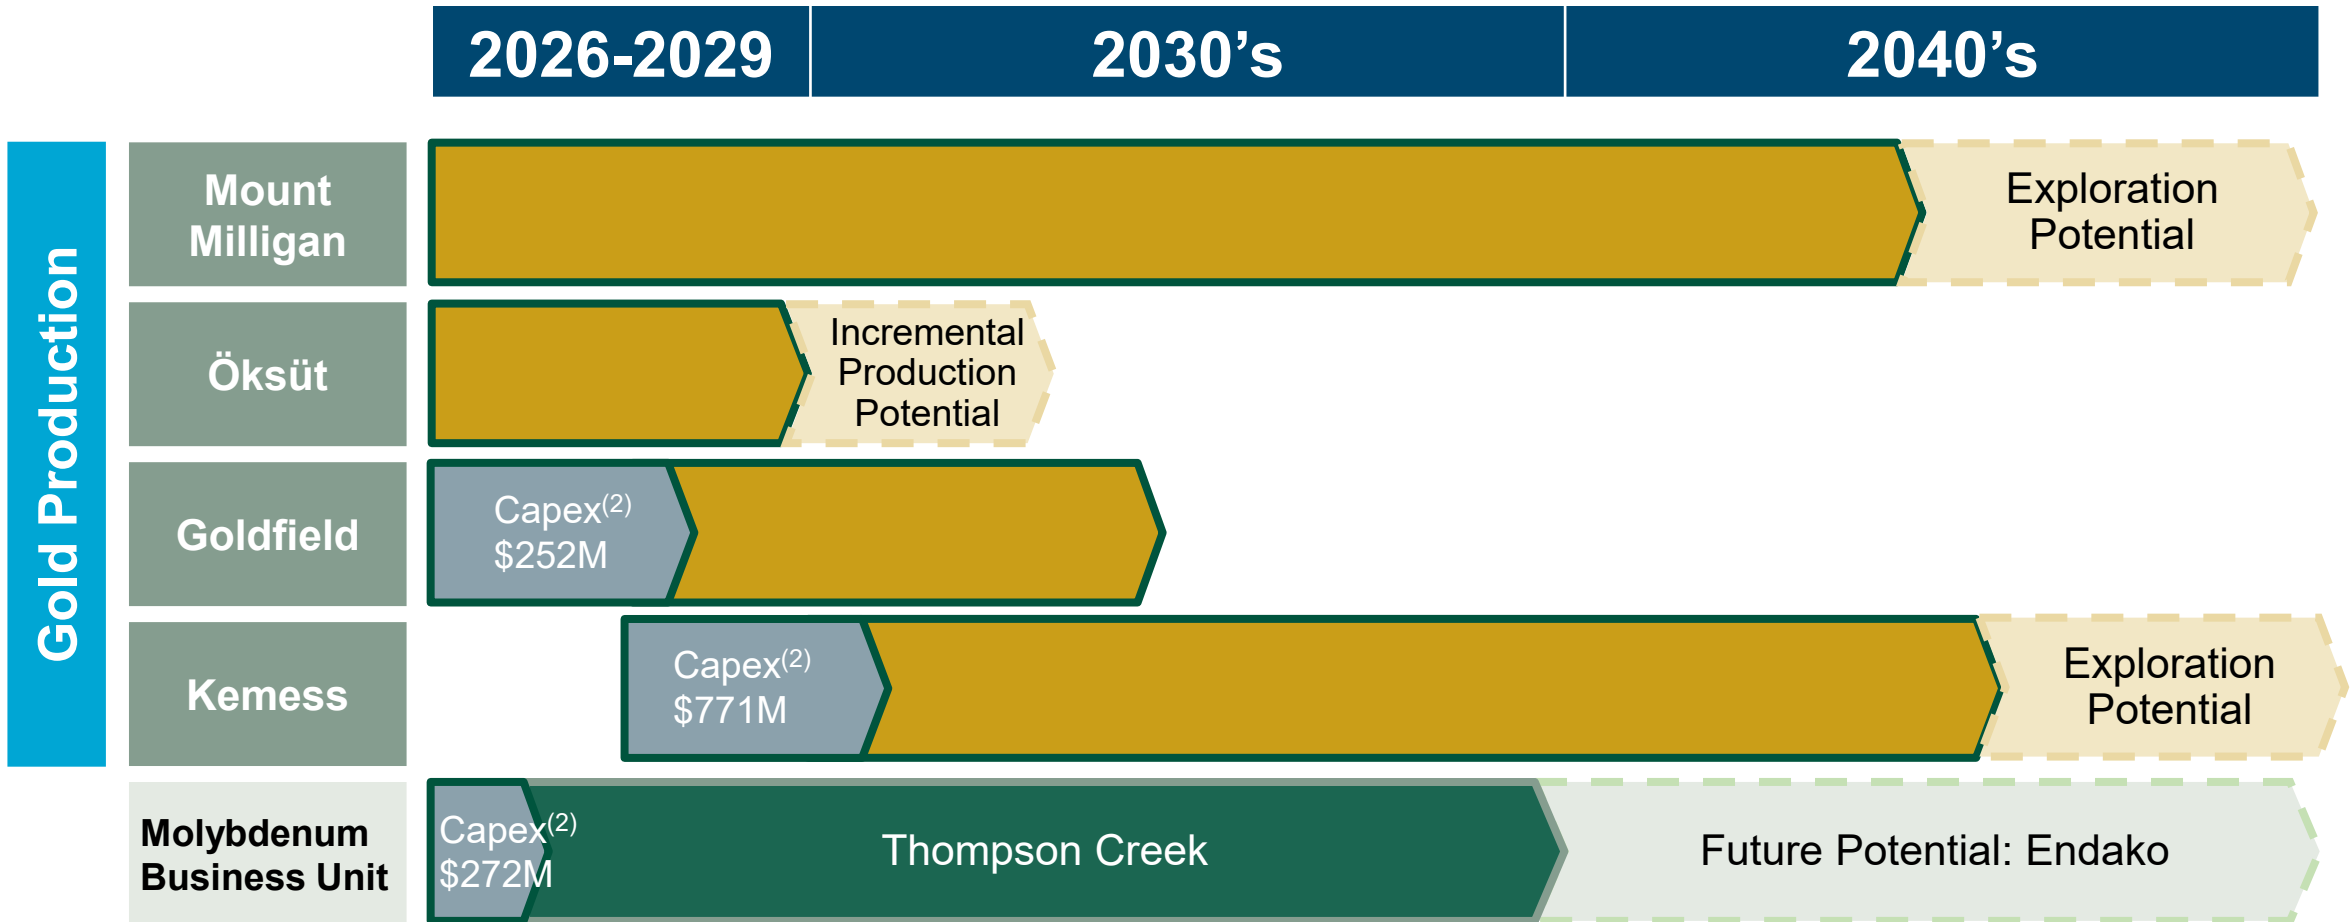 2026-2029
2030’s
2040’s
Gold Production
Mount
Milligan
Exploration
Potential
Öksüt
Incremental
Production
Potential
Goldfield
Capex(2)
$252M
Kemess
Capex(2)
$771M
Exploration
Potential
Molybdenum
Business Unit
Capex(2)
$272M
Thompson Creek
Future Potential: Endako